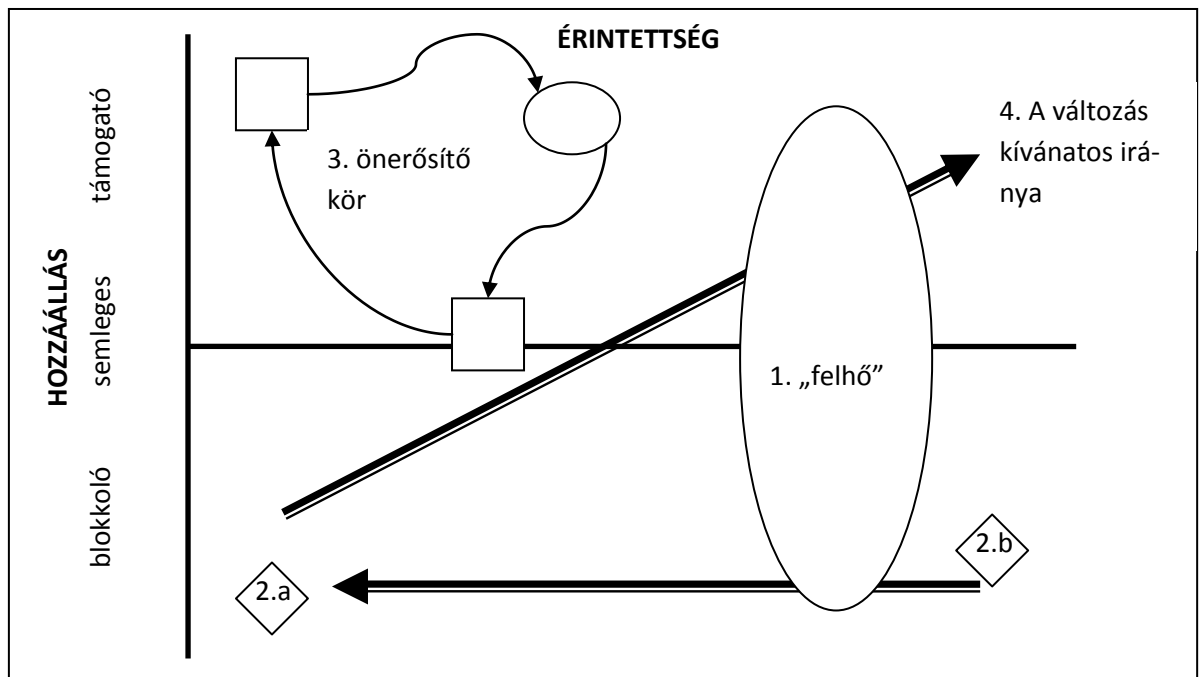 ÉRINTETTSÉG
HOZZÁÁLLÁS
támogató
semleges
blokkoló
3. önerősítő
kör
4. A változás
kívánatos irá-
nya
1. „felhő”
2.a
2.b